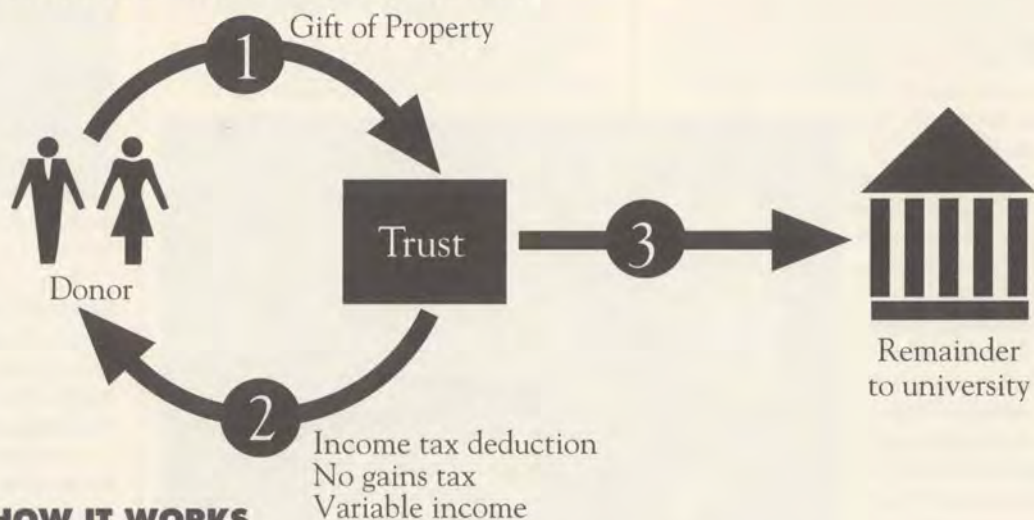 1
Gift of Property
Donor
Trust
3
Remainder
to university
2
Income tax deduction
No gains tax
Variable income
HOW IT WORKS